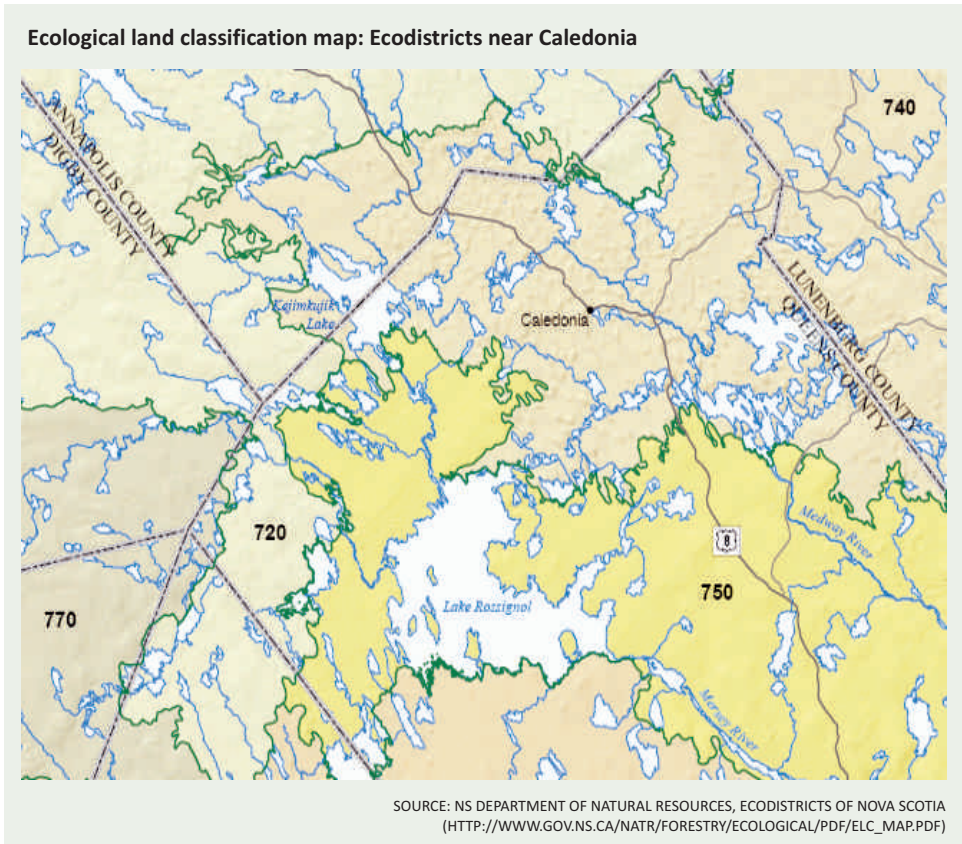 Ecological land classification map: Ecodistricts near Caledonia
740
ANNAPOLIS COUNTY
DIGBY COUNTY
LUNENBURG COUNTY
QUEENS COUNTY
Kejimkujik
Lake
Caledonia
720
8
Medway River
750
Lake Rossignol
770
Mersey River
SOURCE: NS DEPARTMENT OF NATURAL RESOURCES, ECODISTRICTS OF NOVA SCOTIA
(HTTP://WWW.GOV.NS.CA/NATR/FORESTRY/ECOLOGICAL/PDF/ELC_MAP.PDF)